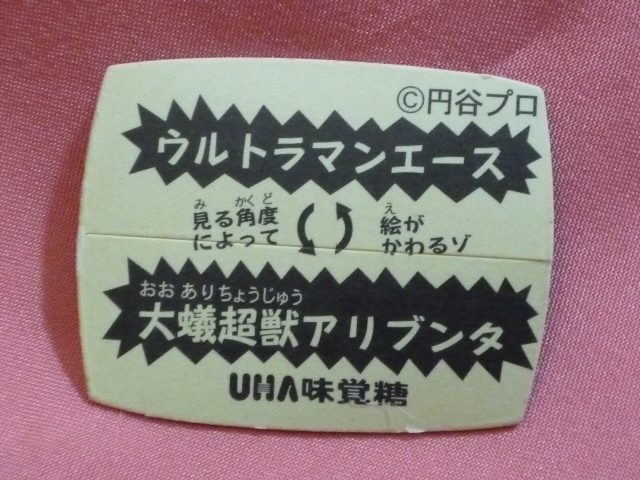 ©円谷プロ
ウルトラマンエース
み かくど
見る角度
によって
え
絵が
かわるゾ
おおありちょうじゅう
大蟻超獣アリブンタ
UHA味覚糖